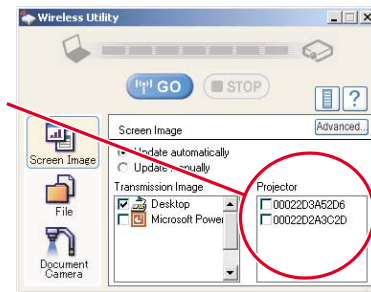 Wireless Utility
GO
STOP
?
Screen Image
Advanced...
Update automatically
Update manually
Screen Image
Transmission Image
Projector
Desktop
Microsoft Power
00022D3A52D6
00022D2A3C2D
File
Document
Camera